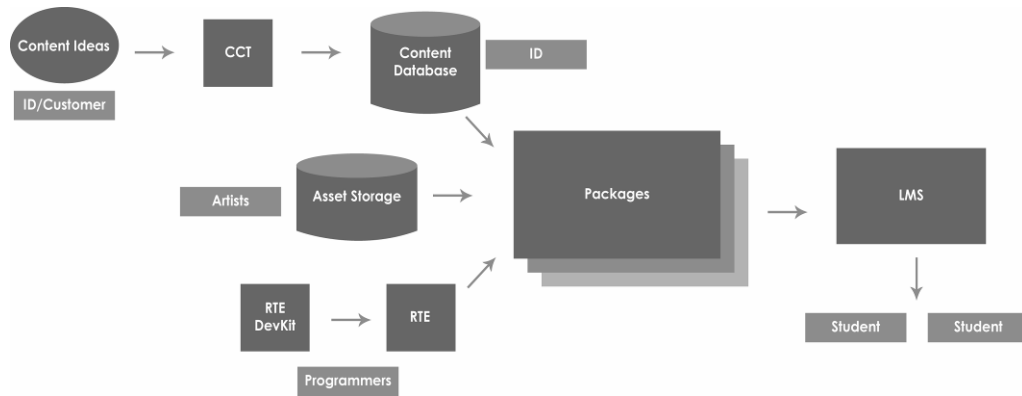 Content Ideas
ID/Customer
CCT
Content
Database
ID
Artists
Asset Storage
Packages
LMS
RTE
DevKit
RTE
Programmers
Student
Student